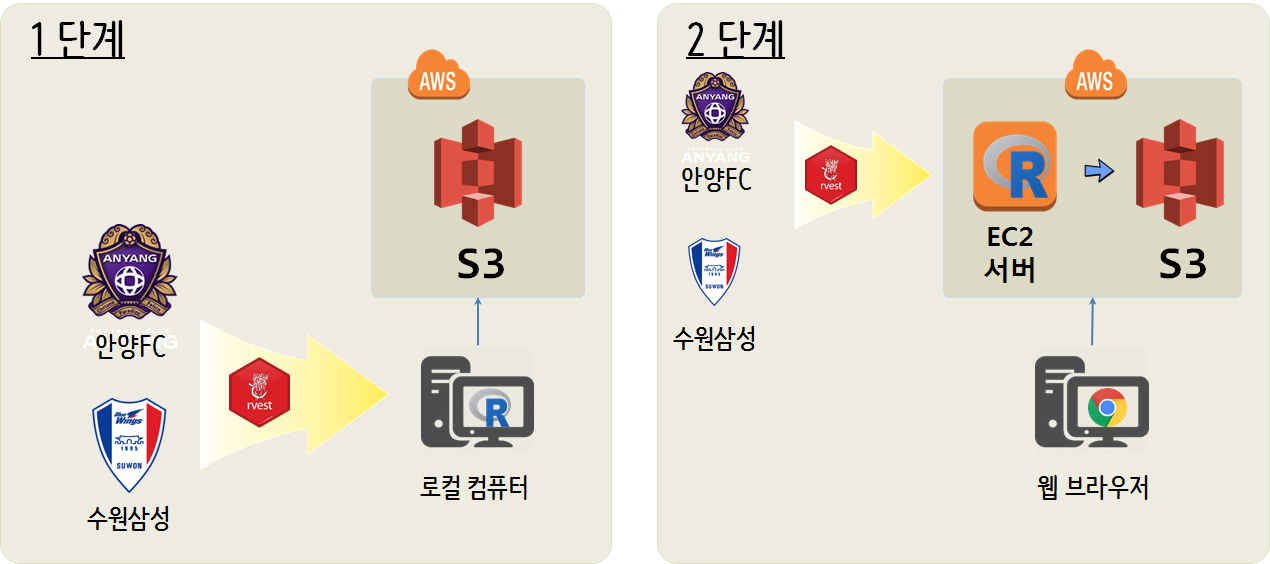 1 단계
AWS
S3
ANYANG
안양FC
rvest
Blue
Wings
1995
SUWON
수원삼성
R
로컬 컴퓨터
2 단계
AWS
ANYANG
ANYANG
안양FC
rvest
R
EC2
서버
S3
Wings
1995
SUWON
수원삼성
웹 브라우저